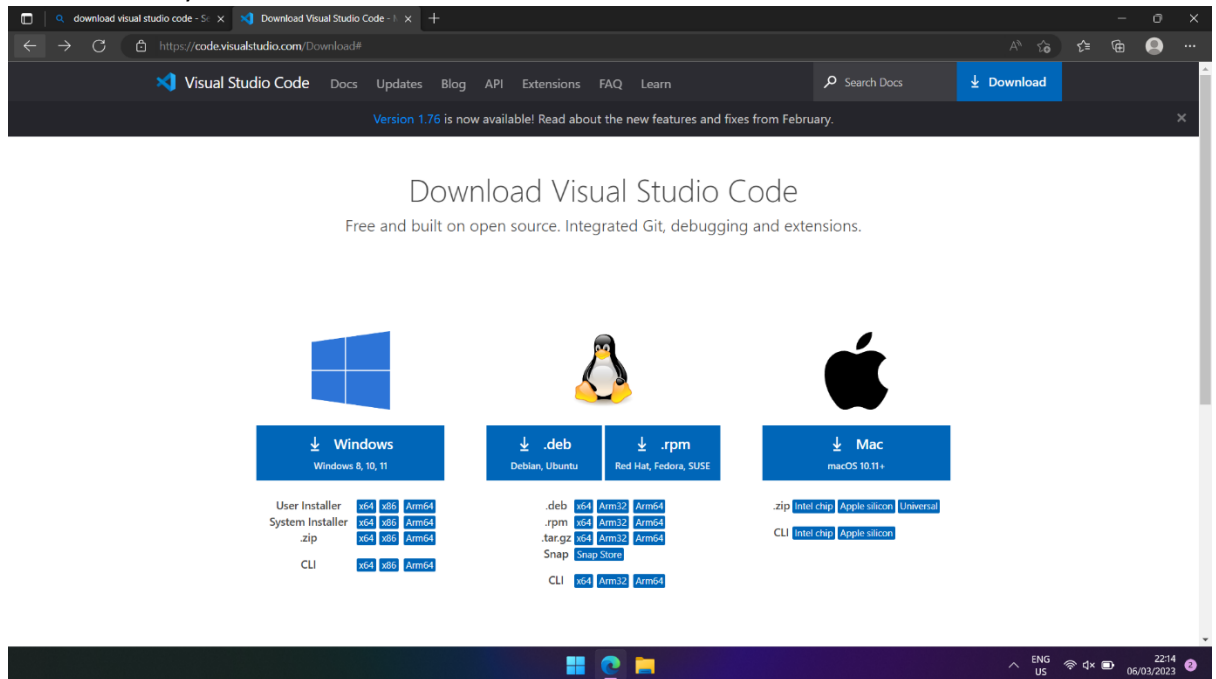 download visual studio code - Se
Download Visual Studio Code - M
https://code.visualstudio.com/Download#
Visual Studio Code Docs Updates Blog API Extensions FAQ Learn Search Docs Download
Version 1.76 is now available! Read about the new features and fixes from February.
Download Visual Studio Code
Free and built on open source. Integrated Git, debugging and extensions.
Windows
Windows 8, 10, 11
User Installer x64 x86 Arm64
System Installer x64 x86 Arm64
.zip x64 x86 Arm64
CLI x64 x86 Arm64
.deb
Debian, Ubuntu
.rpm
Red Hat, Fedora, SUSE
.deb x64 Arm32 Arm64
.rpm x64 Arm32 Arm64
.tar.gz x64 Arm32 Arm64
Snap Snap Store
CLI x64 Arm32 Arm64
Mac
macOS 10.11+
.zip Intel chip Apple silicon Universal
CLI Intel chip Apple silicon
ENG
US
22:14
06/03/2023
2